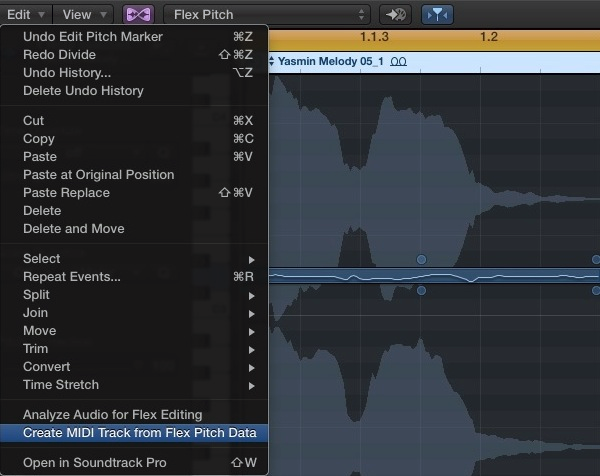 Edit View Flex Pitch
1.1.3 1.2
Yasmin Melody 05_1
Undo Edit Pitch Marker ⌘Z
Redo Divide ⇧⌘Z
Undo History... ⌥Z
Delete Undo History
Cut ⌘X
Copy ⌘C
Paste ⌘V
Paste at Original Position
Paste Replace ⇧⌘V
Delete
Delete and Move
Select
Repeat Events... ⌘R
Split
Join
Move
Trim
Convert
Time Stretch
Analyze Audio for Flex Editing
Create MIDI Track from Flex Pitch Data
Open in Soundtrack Pro ⇧W